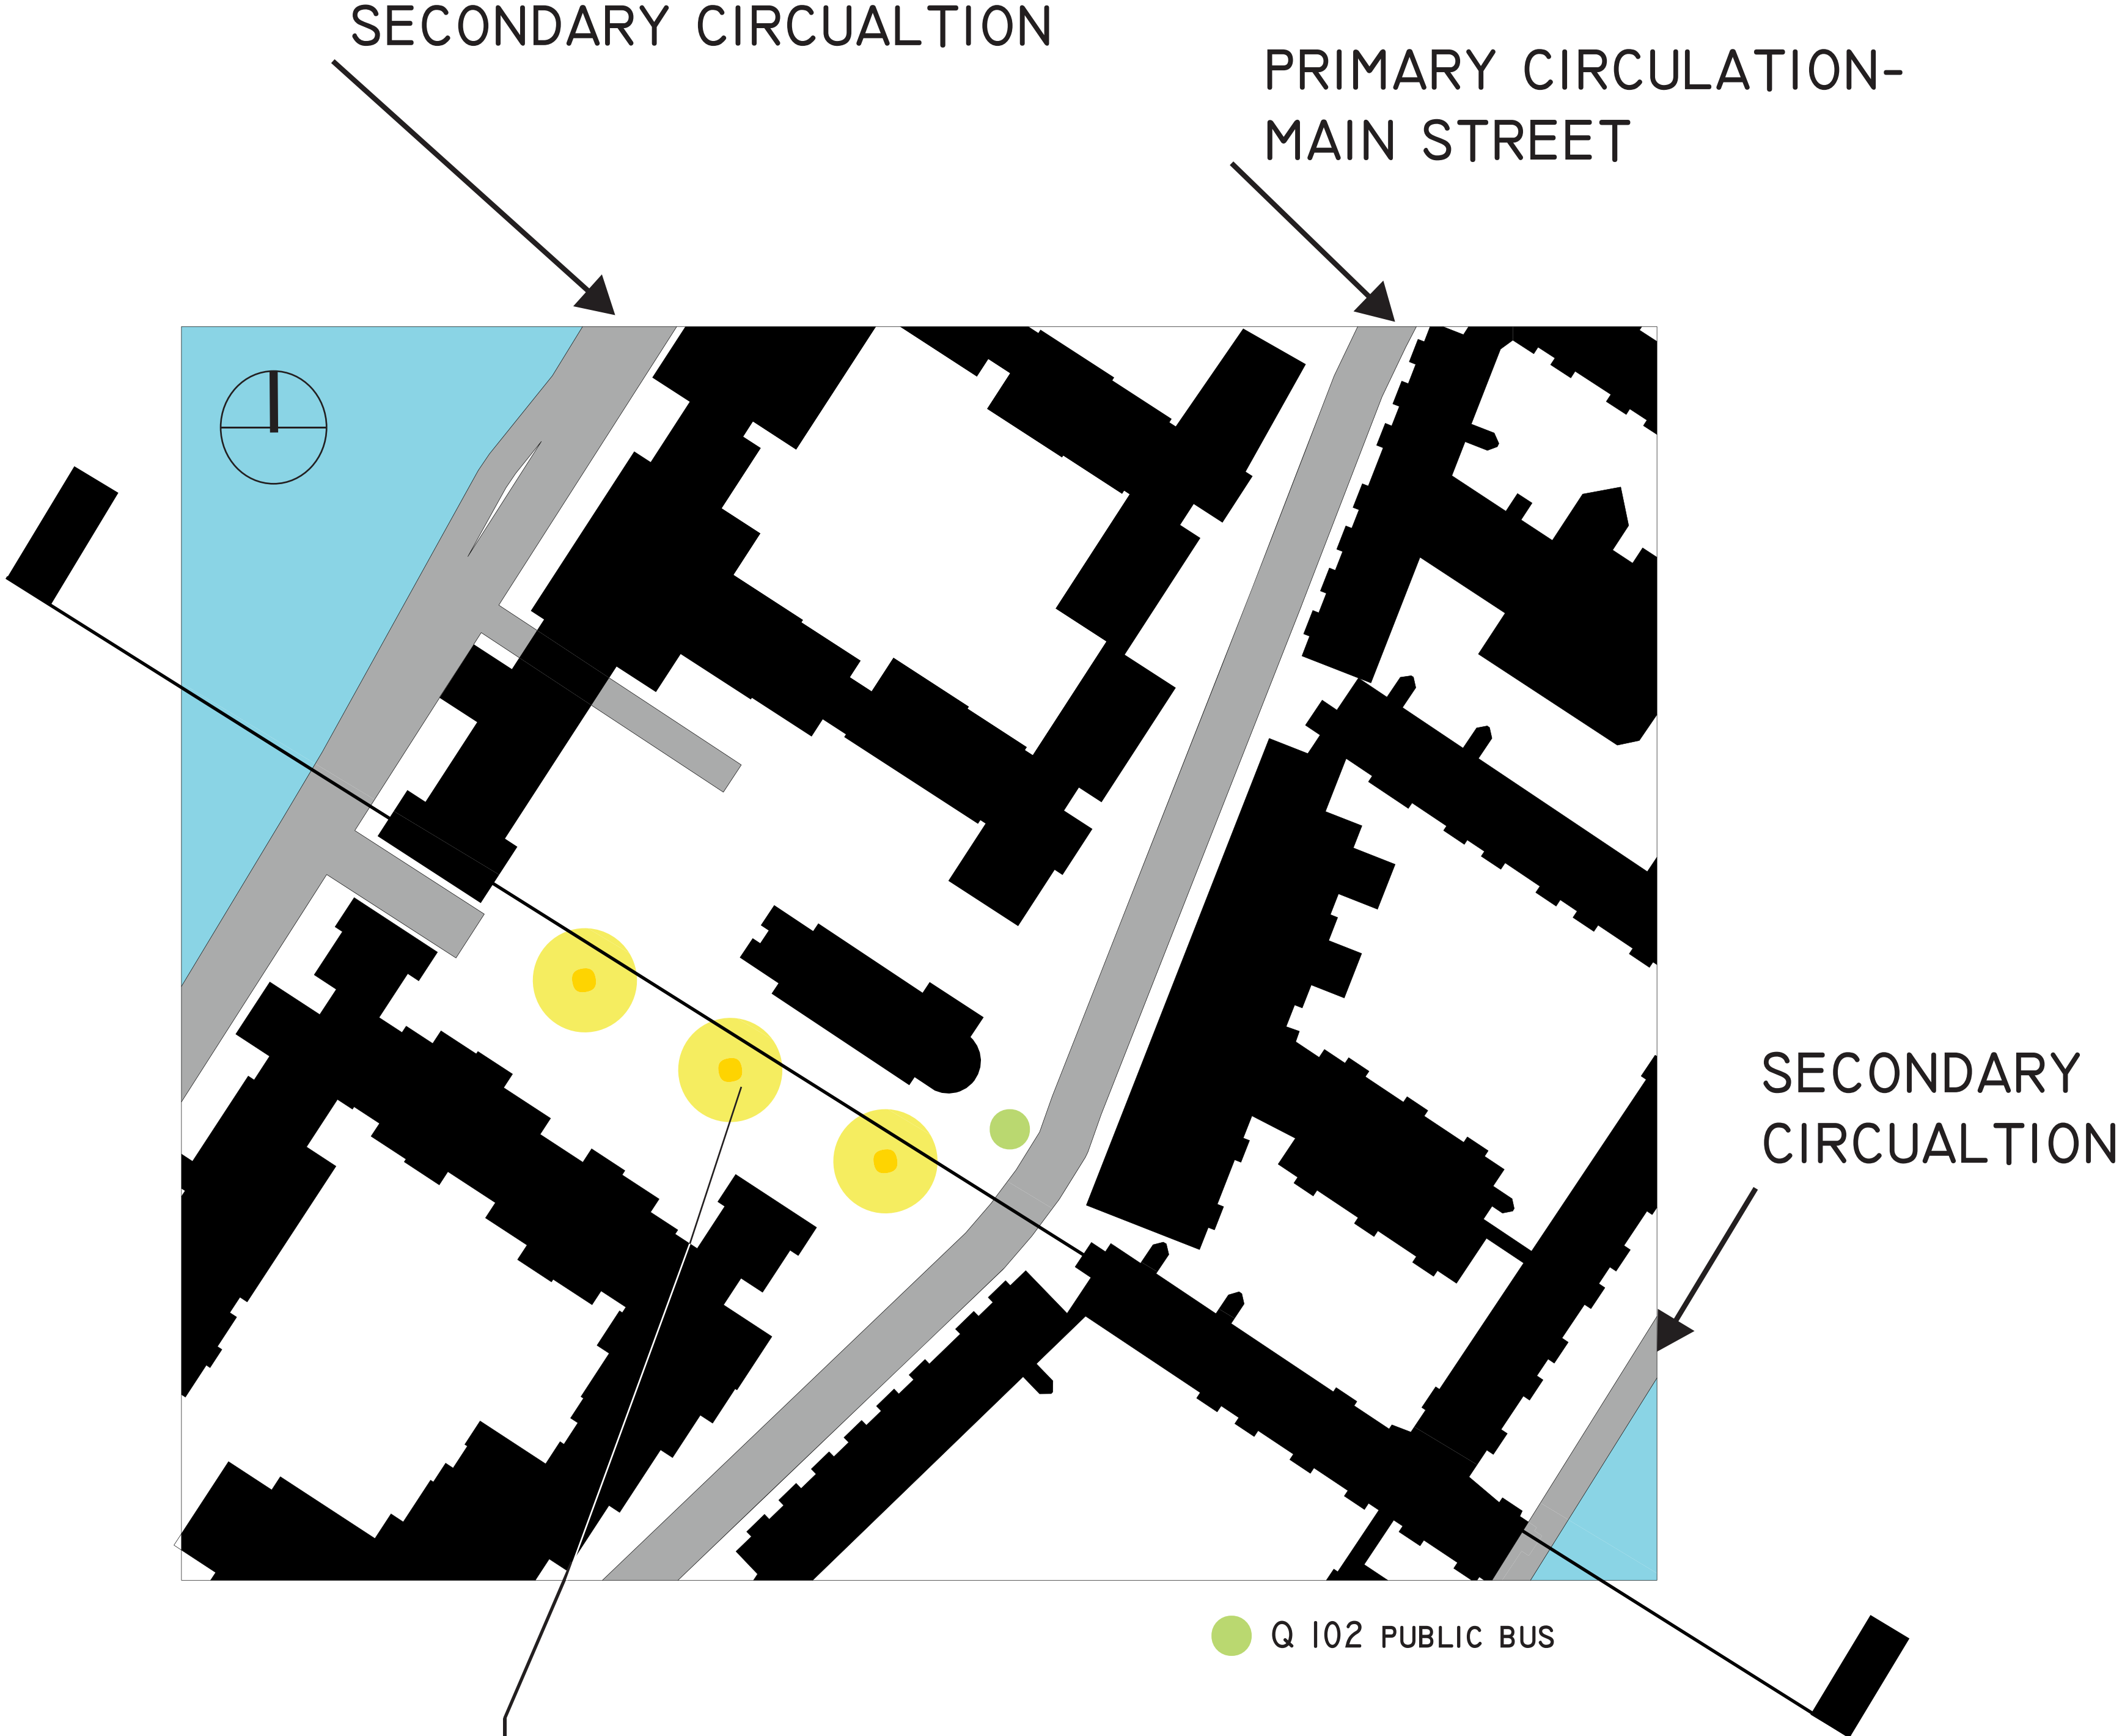 SECONDARY CIRCUALTION
PRIMARY CIRCULATION-
MAIN STREET
SECONDARY
CIRCUALTION
Q 102 PUBLIC BUS